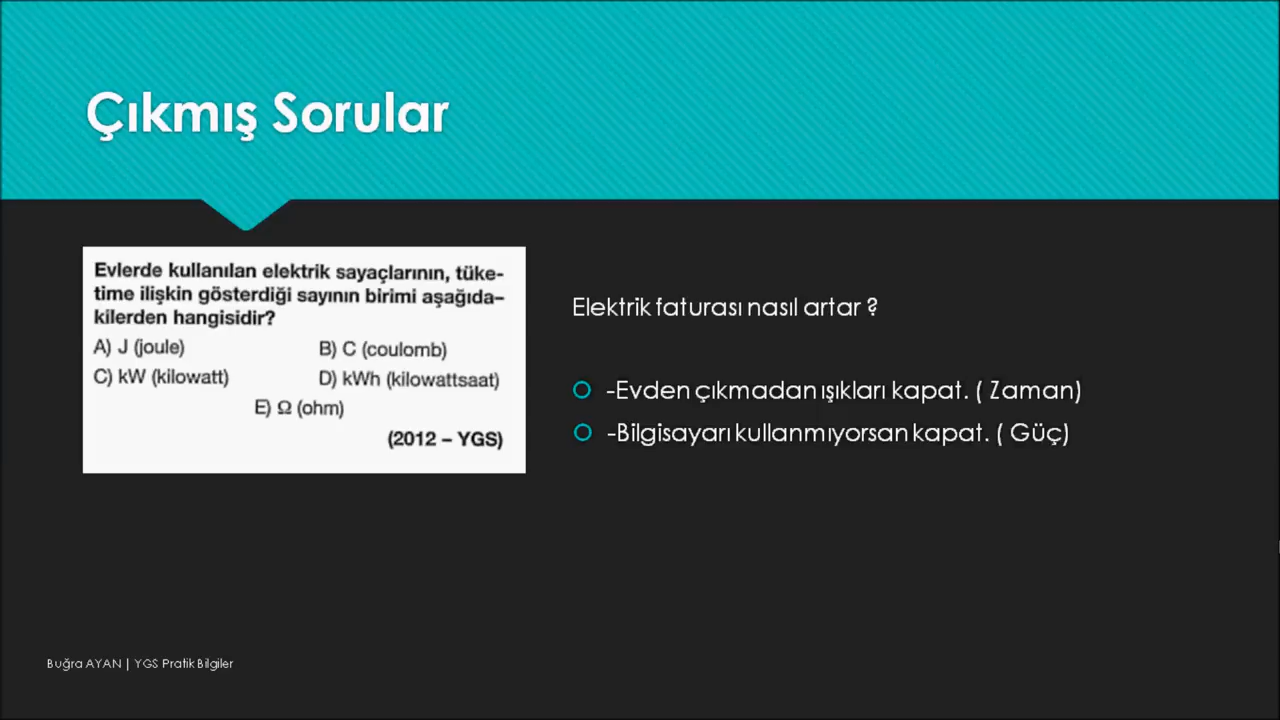 Çıkmış Sorular
Evlerde kullanılan elektrik sayaçlarının, tüke-
time ilişkin gösterdiği sayının birimi aşağıda-
kilerden hangisidir?
A) J (joule) B) C (coulomb)
C) kW (kilowatt) D) kWh (kilowattsaat)
E) Ω (ohm)
(2012 – YGS)
Elektrik faturası nasıl artar ?
-Evden çıkmadan ışıkları kapat. ( Zaman)
-Bilgisayarı kullanmıyorsan kapat. ( Güç)
Buğra AYAN | YGS Pratik Bilgiler